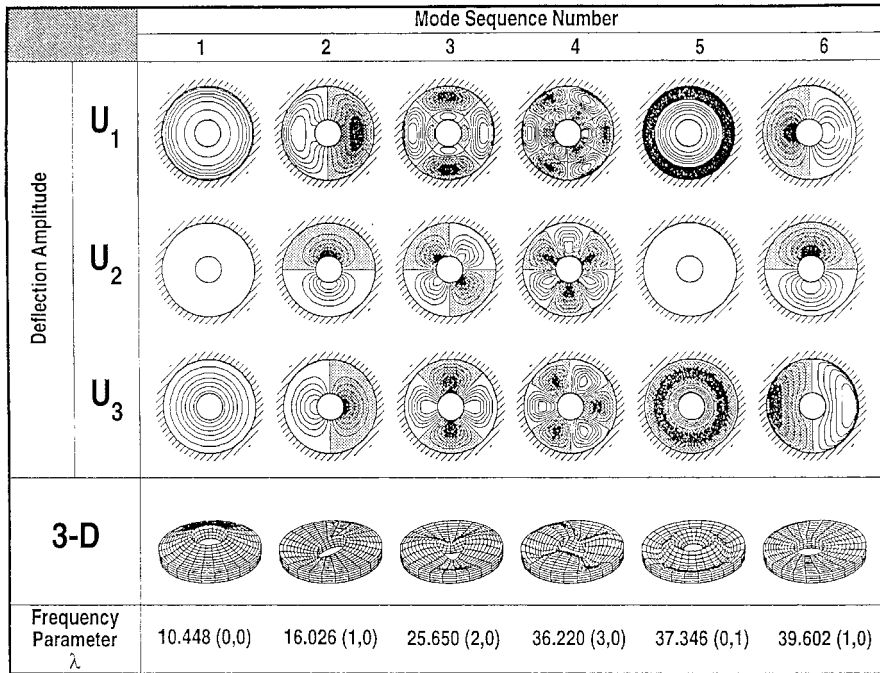 Mode Sequence Number
1 2 3 4 5 6
Deflection Amplitude
U1
U2
U3
3-D
Frequency
Parameter
λ
10.448 (0,0) 16.026 (1,0) 25.650 (2,0) 36.220 (3,0) 37.346 (0,1) 39.602 (1,0)